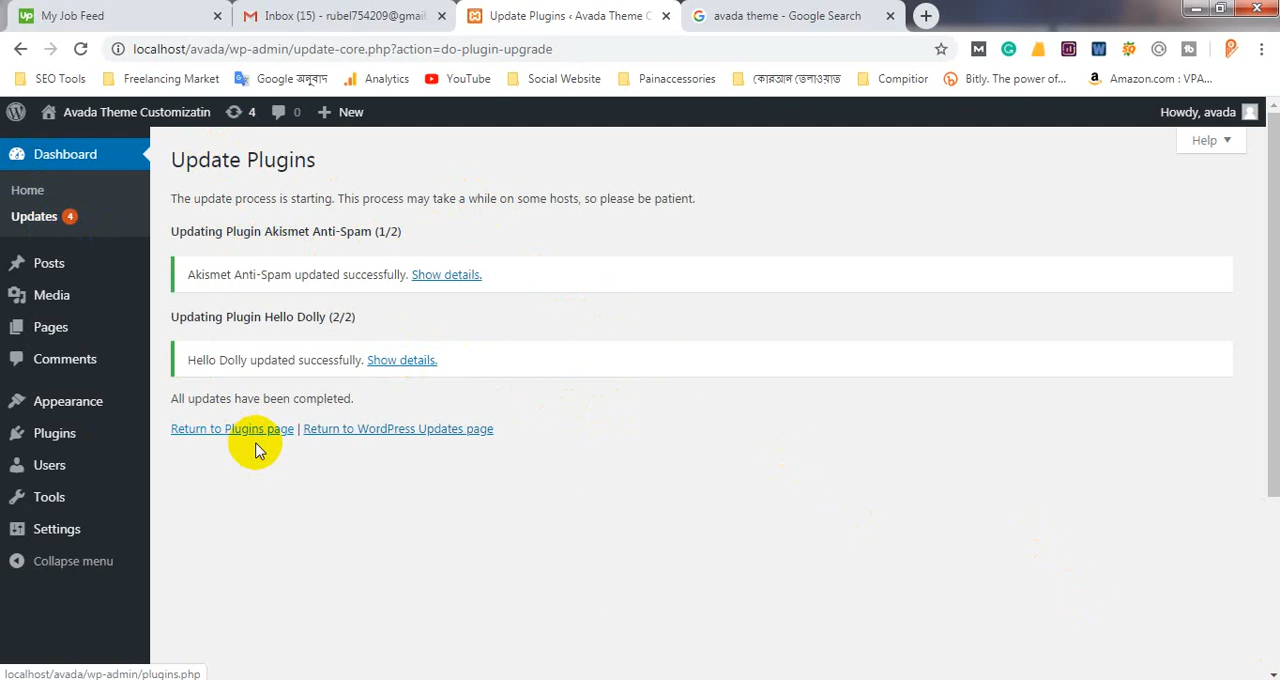 My Job Feed
Inbox (15) - rubel754209@gmail.
Update Plugins ‹ Avada Theme C
avada theme - Google Search
localhost/avada/wp-admin/update-core.php?action=do-plugin-upgrade
SEO Tools
Freelancing Market
Google অনুবাদ
Analytics
YouTube
Social Website
Painaccessories
কোরআন তেলাওয়াত
Compitior
Bitly. The power of...
Amazon.com : VPA...
Avada Theme Customizatin
4
0
New
Howdy, avada
Dashboard
Home
Updates 4
Posts
Media
Pages
Comments
Appearance
Plugins
Users
Tools
Settings
Collapse menu
Help
Update Plugins
The update process is starting. This process may take a while on some hosts, so please be patient.
Updating Plugin Akismet Anti-Spam (1/2)
Akismet Anti-Spam updated successfully. Show details.
Updating Plugin Hello Dolly (2/2)
Hello Dolly updated successfully. Show details.
All updates have been completed.
Return to Plugins page | Return to WordPress Updates page
localhost/avada/wp-admin/plugins.php